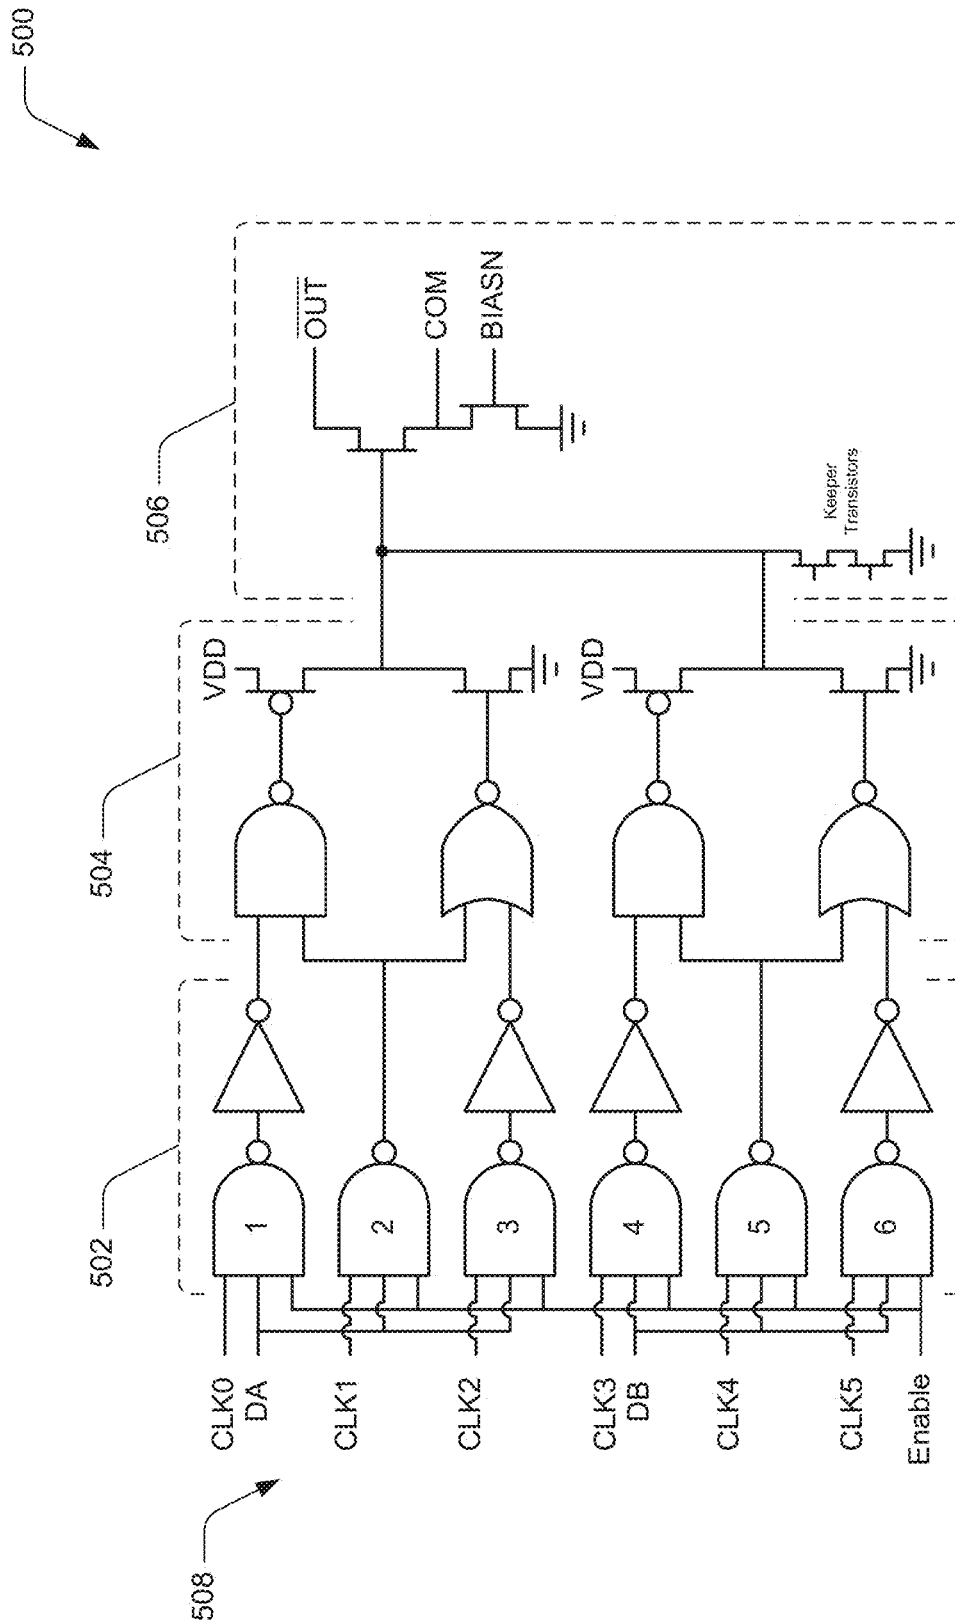 500
506
504
502
508
OUT
COM
BIASN
Keeper
Transistors
VDD
VDD
1
2
3
4
5
6
CLK0
DA
CLK1
CLK2
CLK3
DB
CLK4
CLK5
Enable